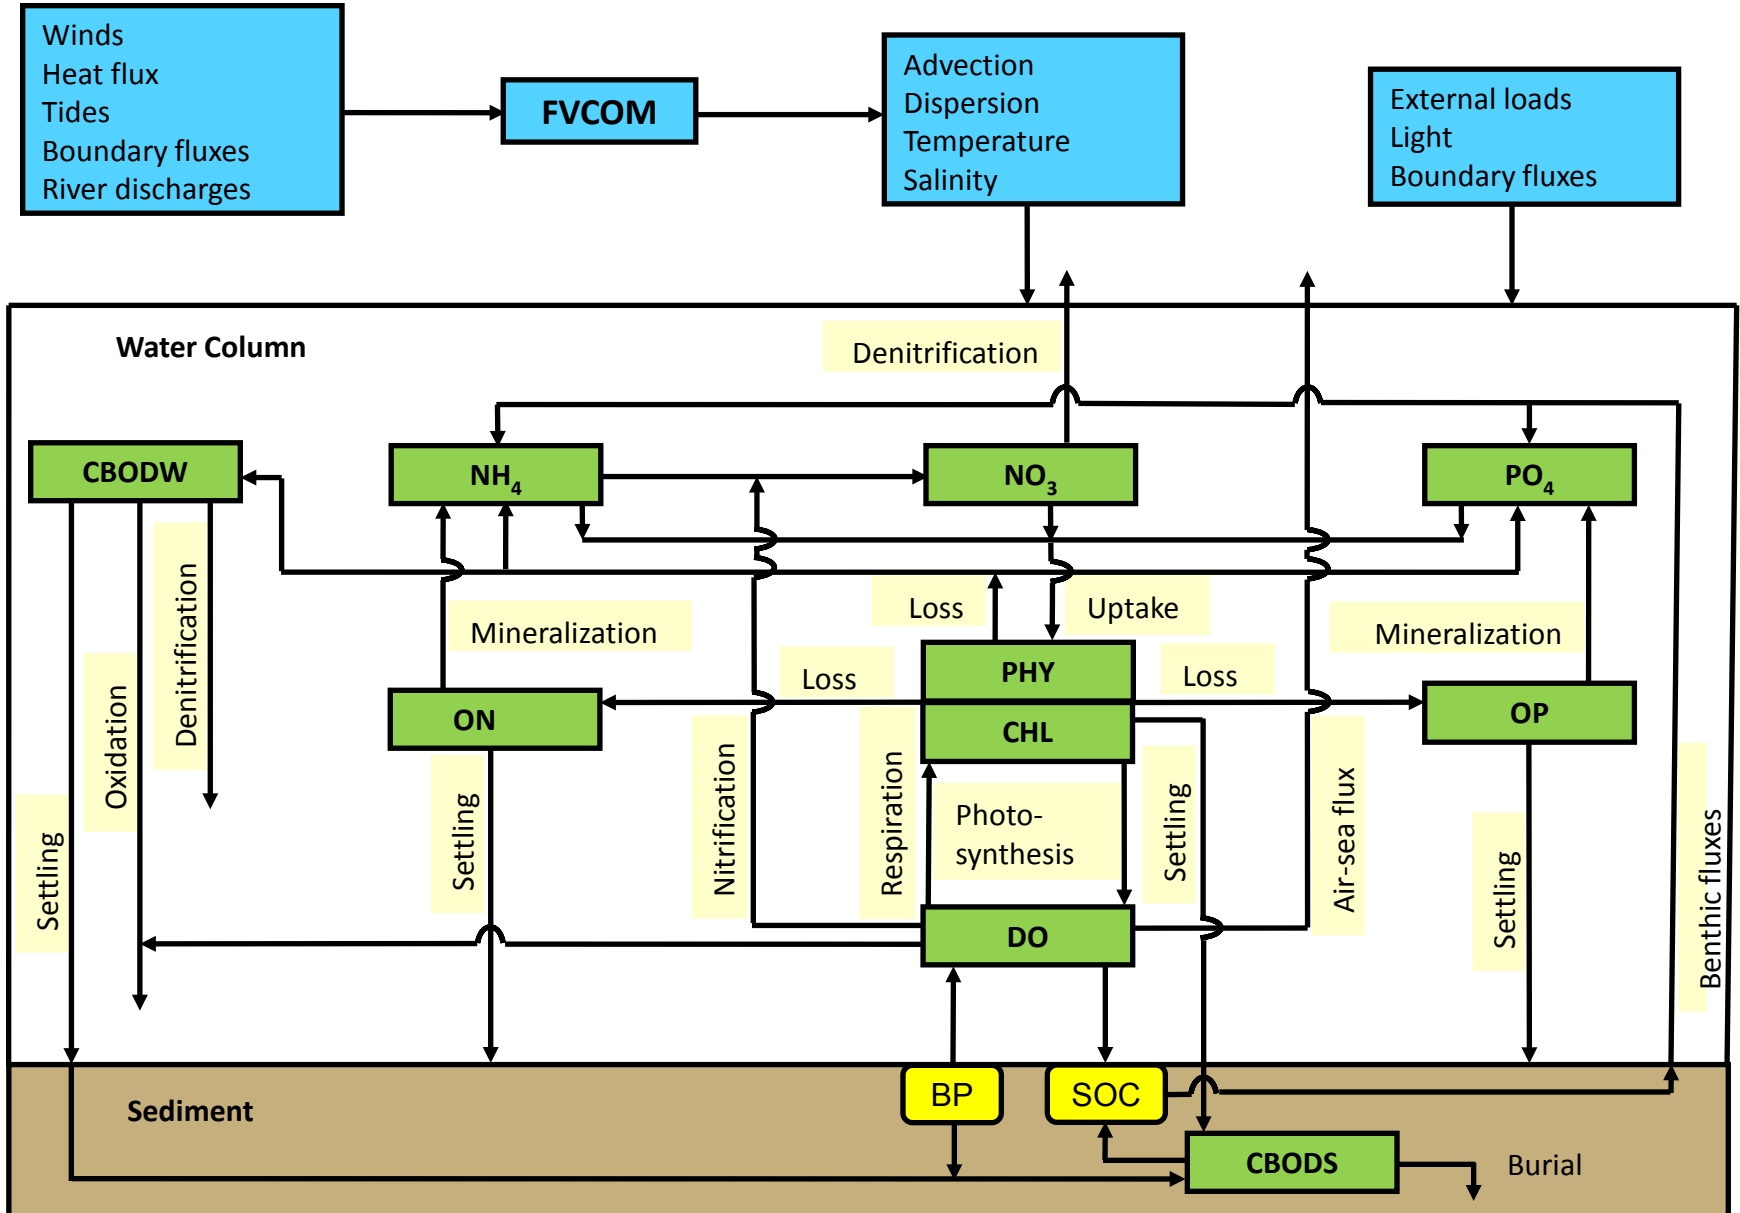 Winds
Heat flux
Tides
Boundary fluxes
River discharges
FVCOM
Advection
Dispersion
Temperature
Salinity
External loads
Light
Boundary fluxes
Water Column
Denitrification
CBODW
NH₄
NO₃
PO₄
Denitrification
Oxidation
Settling
Mineralization
Loss
Uptake
Mineralization
Loss
PHY
Loss
ON
CHL
OP
Settling
Nitrification
Respiration
Photo-
synthesis
Settling
Air-sea flux
Settling
Benthic fluxes
DO
BP
SOC
Sediment
CBODS
Burial